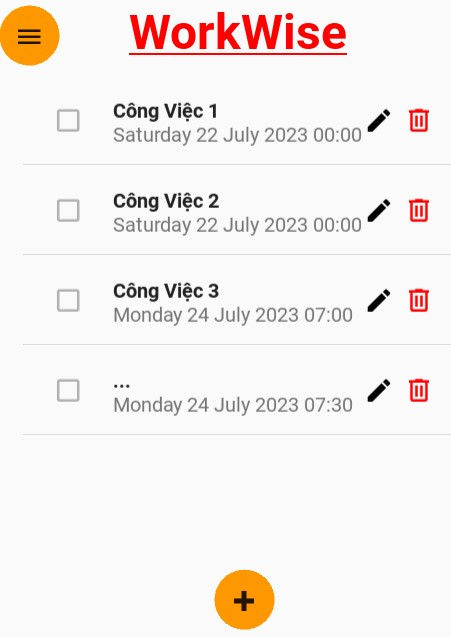 WorkWise
Công Việc 1
Saturday 22 July 2023 00:00
Công Việc 2
Saturday 22 July 2023 00:00
Công Việc 3
Monday 24 July 2023 07:00
...
Monday 24 July 2023 07:30